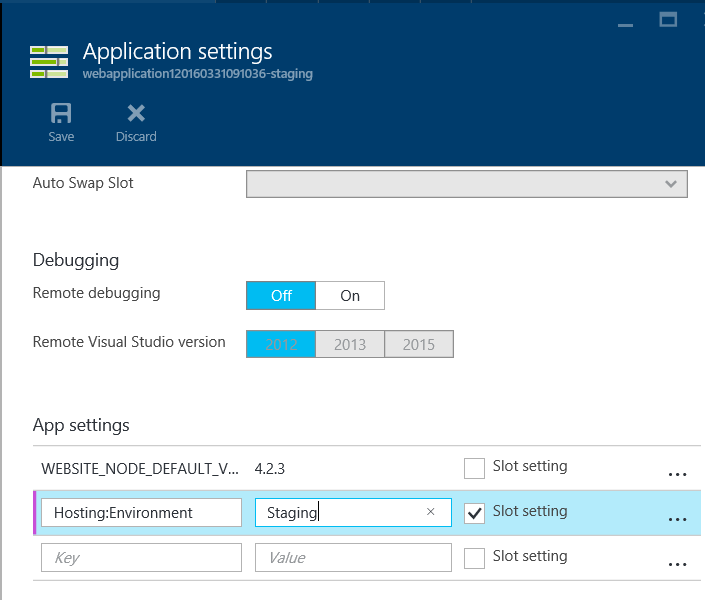 Application settings
webapplication120160331091036-staging
Save Discard
Auto Swap Slot
Debugging
Remote debugging Off On
Remote Visual Studio version 2012 2013 2015
App settings
WEBSITE_NODE_DEFAULT_V... 4.2.3 Slot setting ...
Hosting:Environment Staging × Slot setting ...
Key Value Slot setting ...